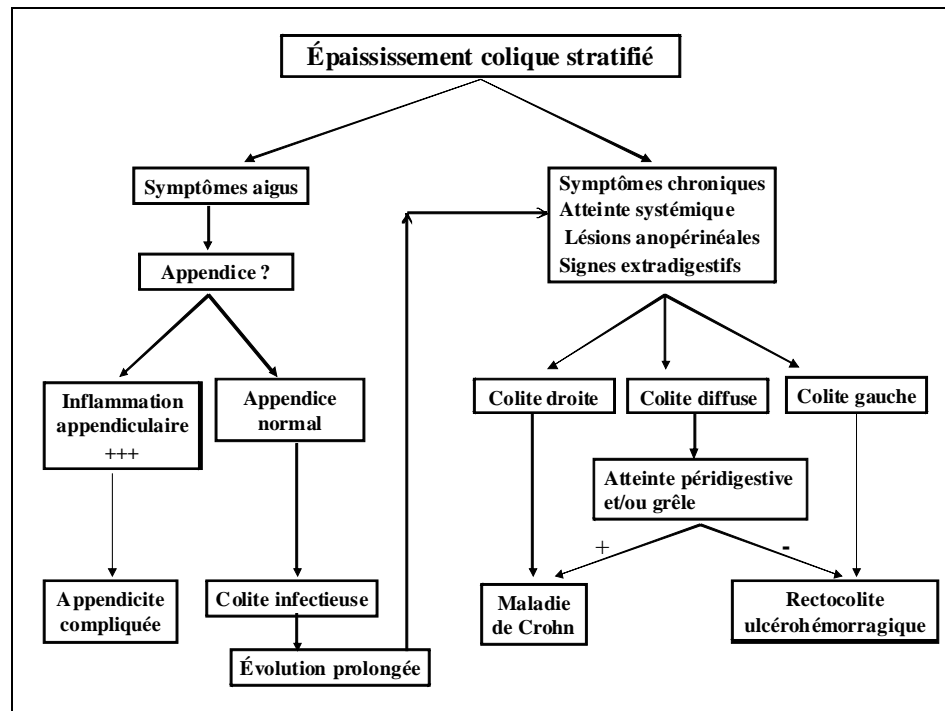 Épaississement colique stratifié
Symptômes aigus
Appendice ?
Inflammation
appendiculaire
+++
Appendice
normal
Appendicite
compliquée
Colite infectieuse
Évolution prolongée
Symptômes chroniques
Atteinte systémique
Lésions anopérinéales
Signes extradigestifs
Colite droite
Colite diffuse
Colite gauche
Atteinte péridigestive
et/ou grêle
+
-
Maladie
de Crohn
Rectocolite
ulcérohémorragique